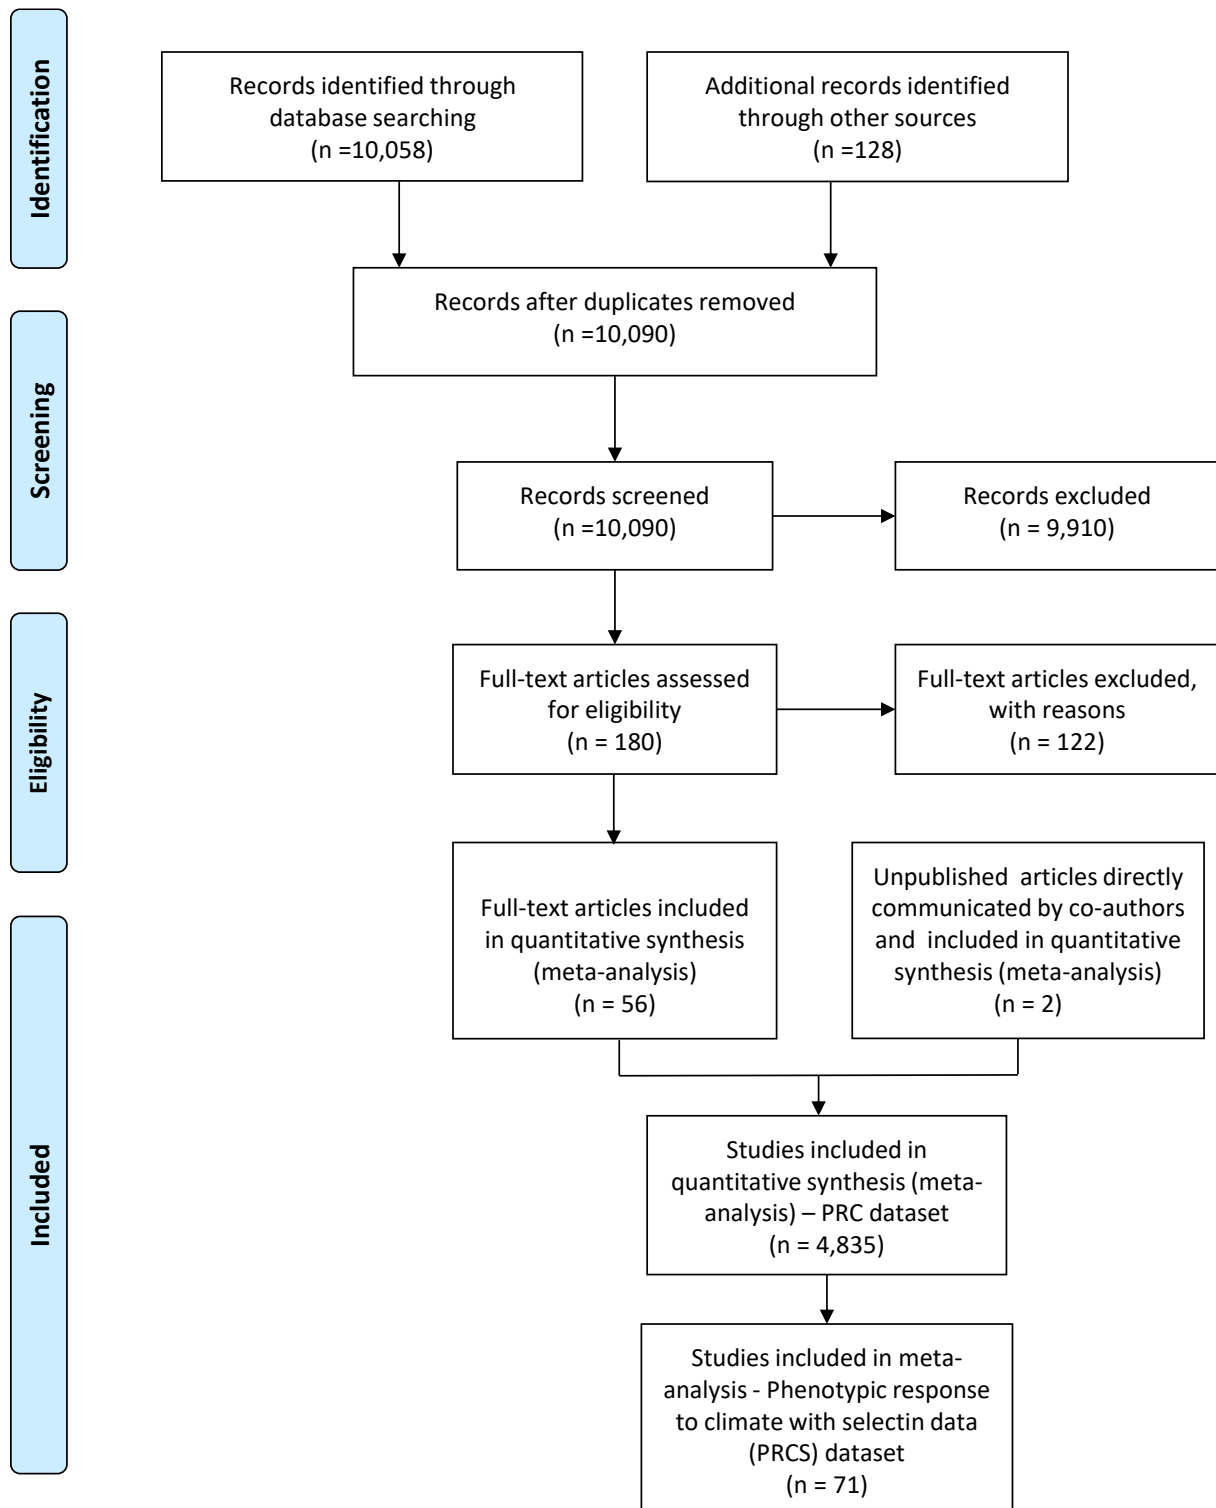 Identification
Records identified through
database searching
(n =10,058)
Additional records identified
through other sources
(n =128)
Records after duplicates removed
(n =10,090)
Screening
Records screened
(n =10,090)
Records excluded
(n = 9,910)
Eligibility
Full-text articles assessed
for eligibility
(n = 180)
Full-text articles excluded,
with reasons
(n = 122)
Full-text articles included
in quantitative synthesis
(meta-analysis)
(n = 56)
Unpublished articles directly
communicated by co-authors
and included in quantitative
synthesis (meta-analysis)
(n = 2)
Included
Studies included in
quantitative synthesis (meta-
analysis) – PRC dataset
(n = 4,835)
Studies included in meta-
analysis - Phenotypic response
to climate with selectin data
(PRCS) dataset
(n = 71)